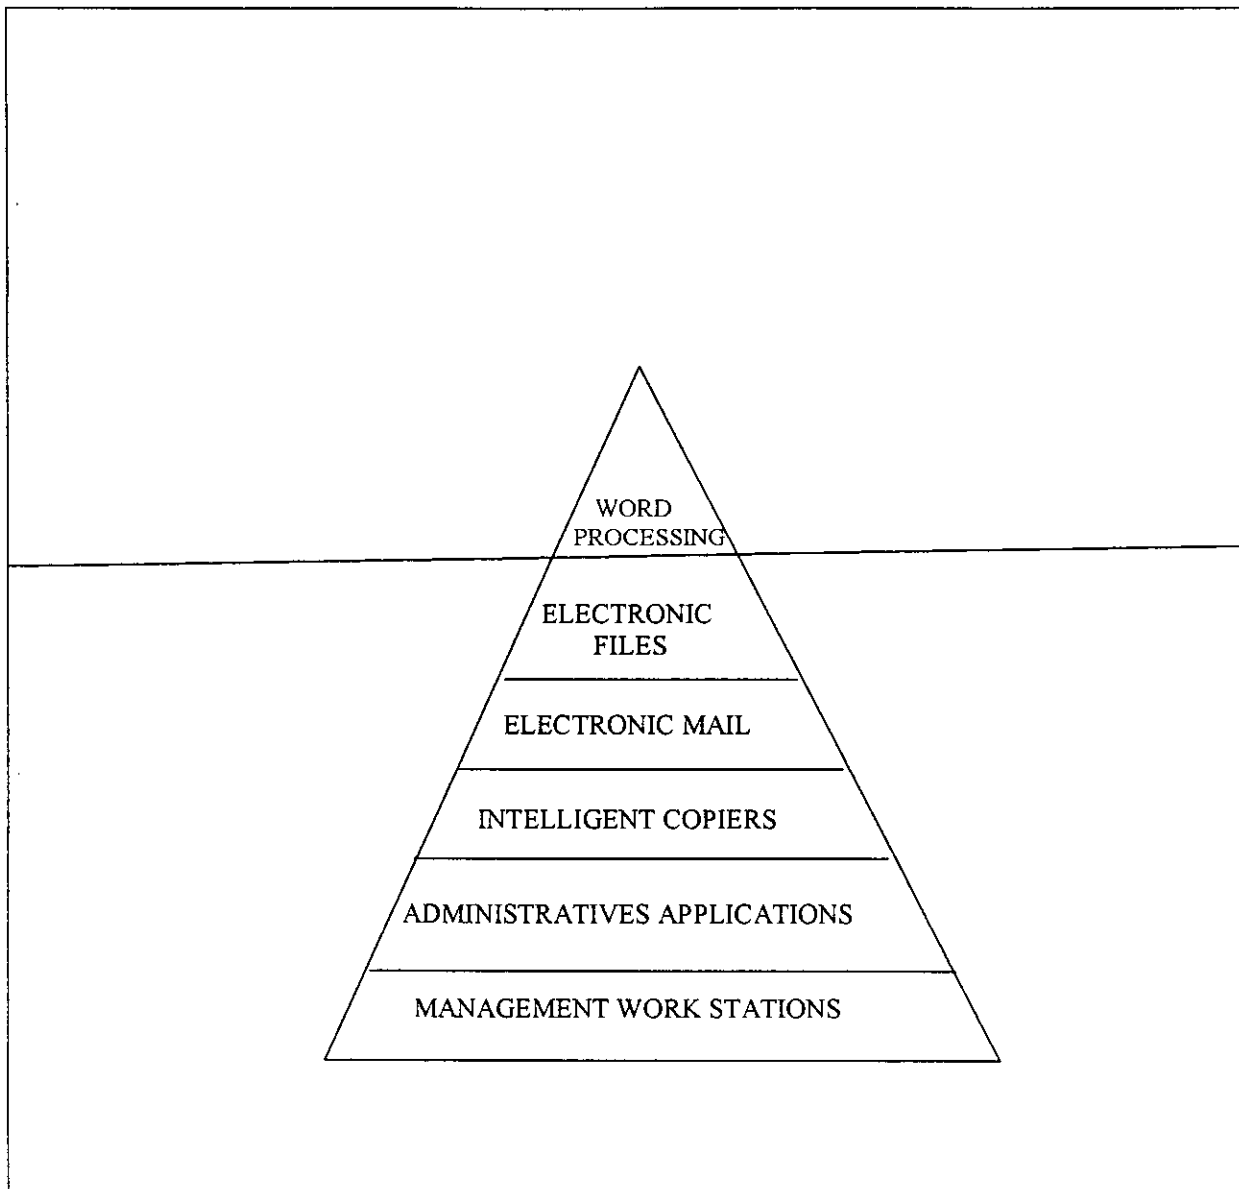 WORD
PROCESSING
ELECTRONIC
FILES
ELECTRONIC MAIL
INTELLIGENT COPIERS
ADMINISTRATIVES APPLICATIONS
MANAGEMENT WORK STATIONS